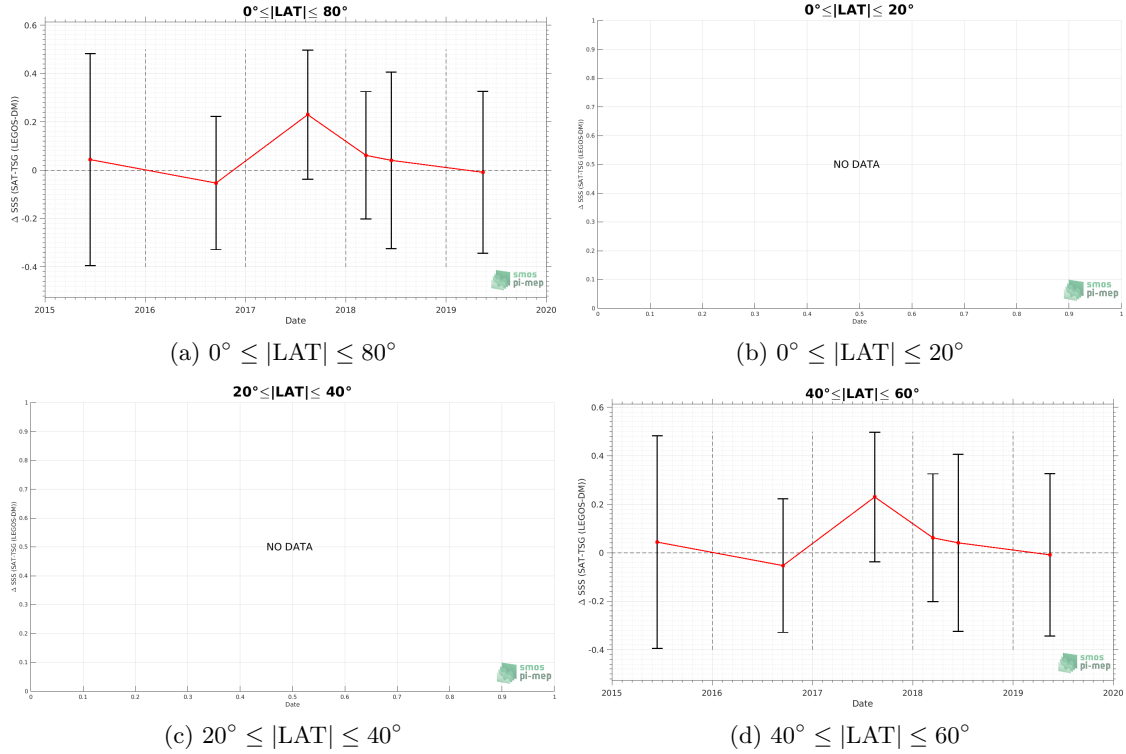 0°≤|LAT|≤ 80°
0.6
0.4
0.2
0
-0.2
-0.4
Δ SSS (SAT-TSG (LEGOS-DM))
smos
pi-mep
2015 2016 2017 2018 2019 2020
Date
(a) 0° ≤ |LAT| ≤ 80°
0°≤|LAT|≤ 20°
1
0.9
0.8
0.7
0.6
0.5
0.4
0.3
0.2
0.1
0
Δ SSS (SAT-TSG (LEGOS-DM))
NO DATA
smos
pi-mep
0 0.1 0.2 0.3 0.4 0.5 0.6 0.7 0.8 0.9 1
Date
(b) 0° ≤ |LAT| ≤ 20°
20°≤|LAT|≤ 40°
1
0.9
0.8
0.7
0.6
0.5
0.4
0.3
0.2
0.1
0
Δ SSS (SAT-TSG (LEGOS-DM))
NO DATA
smos
pi-mep
0 0.1 0.2 0.3 0.4 0.5 0.6 0.7 0.8 0.9 1
Date
(c) 20° ≤ |LAT| ≤ 40°
40°≤|LAT|≤ 60°
0.6
0.4
0.2
0
-0.2
-0.4
Δ SSS (SAT-TSG (LEGOS-DM))
smos
pi-mep
2015 2016 2017 2018 2019 2020
Date
(d) 40° ≤ |LAT| ≤ 60°